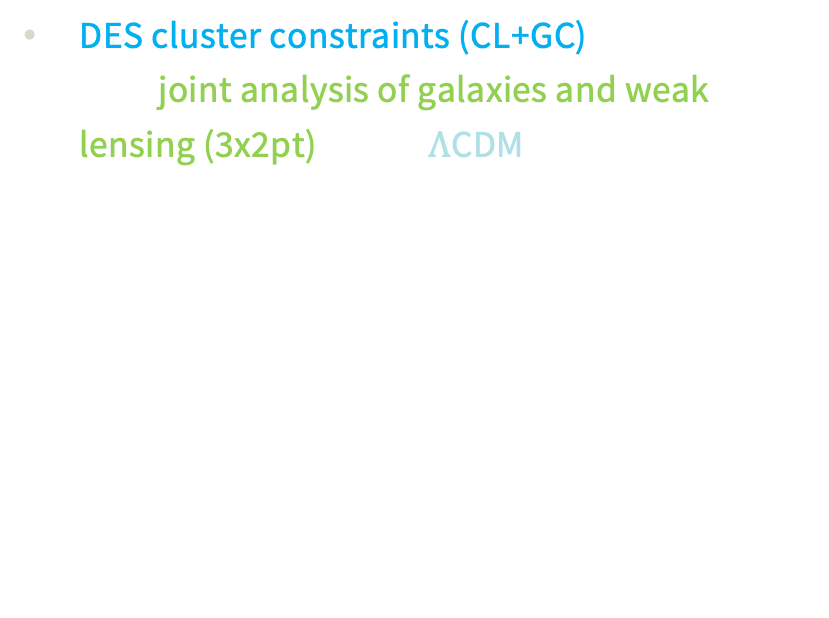 • DES cluster constraints (CL+GC)
joint analysis of galaxies and weak
lensing (3x2pt) ΛCDM